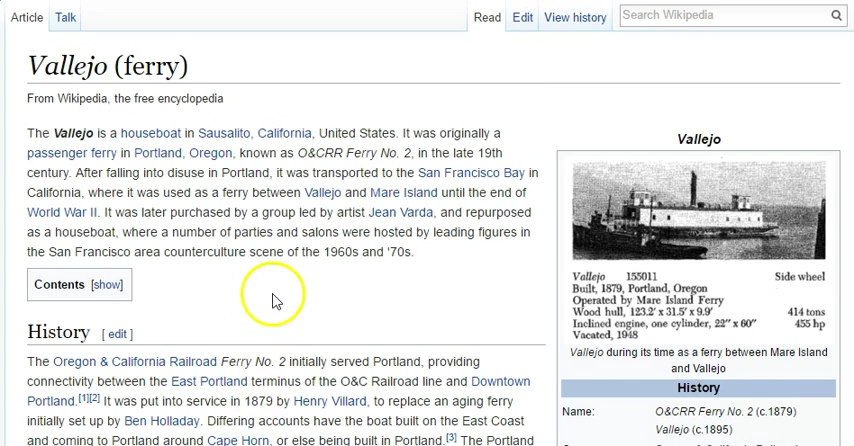 Article Talk Read Edit View history Search Wikipedia
Vallejo (ferry)
From Wikipedia, the free encyclopedia
The Vallejo is a houseboat in Sausalito, California, United States. It was originally a
passenger ferry in Portland, Oregon, known as O&CRR Ferry No. 2, in the late 19th
century. After falling into disuse in Portland, it was transported to the San Francisco Bay in
California, where it was used as a ferry between Vallejo and Mare Island until the end of
World War II. It was later purchased by a group led by artist Jean Varda, and repurposed
as a houseboat, where a number of parties and salons were hosted by leading figures in
the San Francisco area counterculture scene of the 1960s and '70s.
Contents [show]
History [ edit ]
The Oregon & California Railroad Ferry No. 2 initially served Portland, providing
connectivity between the East Portland terminus of the O&C Railroad line and Downtown
Portland.[1][2] It was put into service in 1879 by Henry Villard, to replace an aging ferry
initially set up by Ben Holladay. Differing accounts have the boat built on the East Coast
and coming to Portland around Cape Horn, or else being built in Portland.[3] The Portland
Vallejo
Vallejo 155011 Side wheel
Built, 1879, Portland, Oregon
Operated by Mare Island Ferry
Wood hull, 123.2' x 31.5' x 9.9' 414 tons
Inclined engine, one cylinder, 22" x 60" 455 hp
Vacated, 1948
Vallejo during its time as a ferry between Mare Island
and Vallejo
History
Name: O&CRR Ferry No. 2 (c.1879)
Vallejo (c.1895)